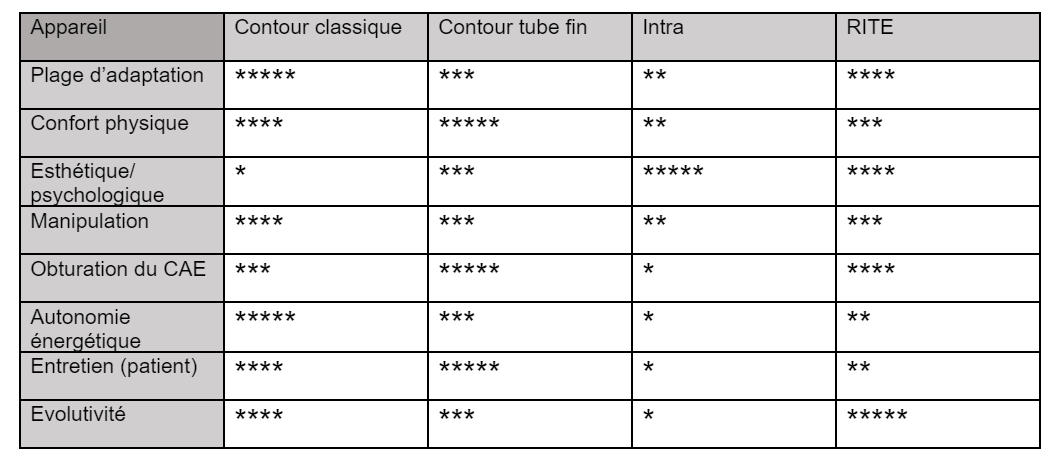 Appareil Contour classique Contour tube fin Intra RITE
Plage d’adaptation ***** *** ** ****
Confort physique **** ***** ** ***
Esthétique/ * *** ***** ****
psychologique
Manipulation **** *** ** ***
Obturation du CAE *** ***** * ****
Autonomie ***** *** * **
énergétique
Entretien (patient) **** ***** * **
Evolutivité **** *** * *****